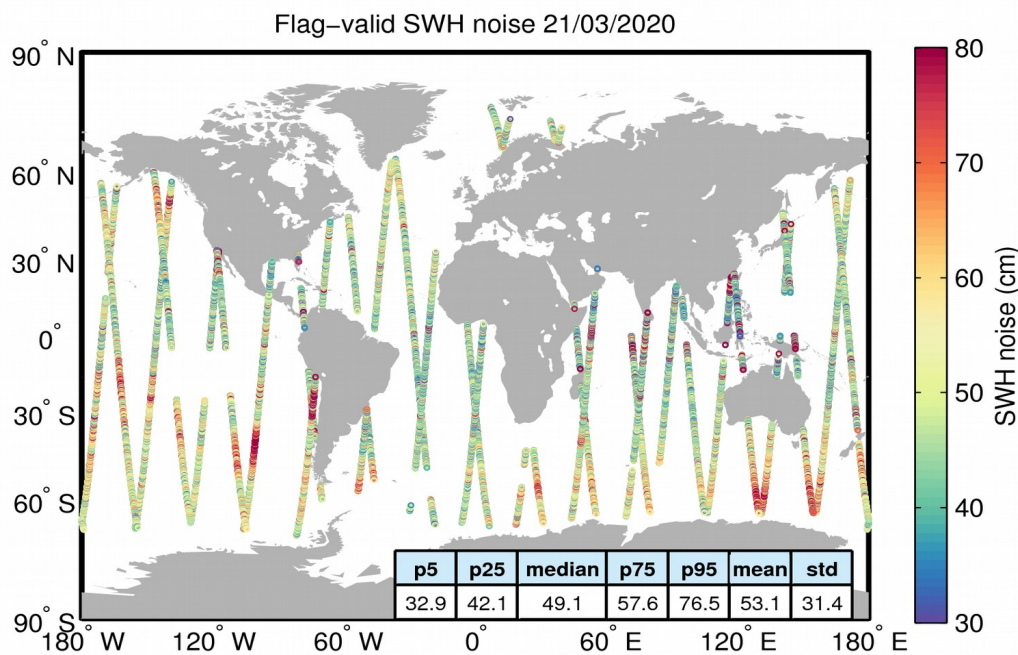 Flag–valid SWH noise 21/03/2020
90° N
60° N
30° N
0°
30° S
60° S
90° S
180° W
120° W
60° W
0°
60° E
120° E
180° E
80
70
60
50
40
30
SWH noise (cm)
p5 p25 median p75 p95 mean std
32.9 42.1 49.1 57.6 76.5 53.1 31.4